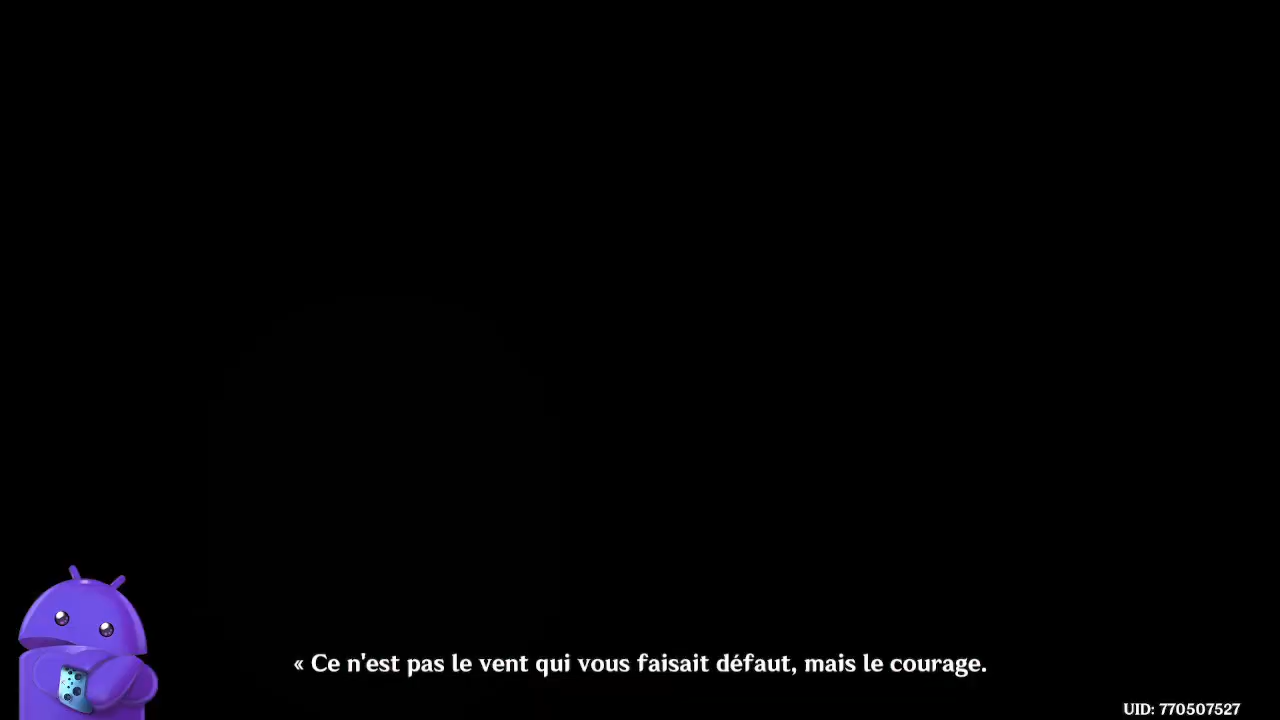 « Ce n'est pas le vent qui vous faisait défaut, mais le courage.
UID: 770507527